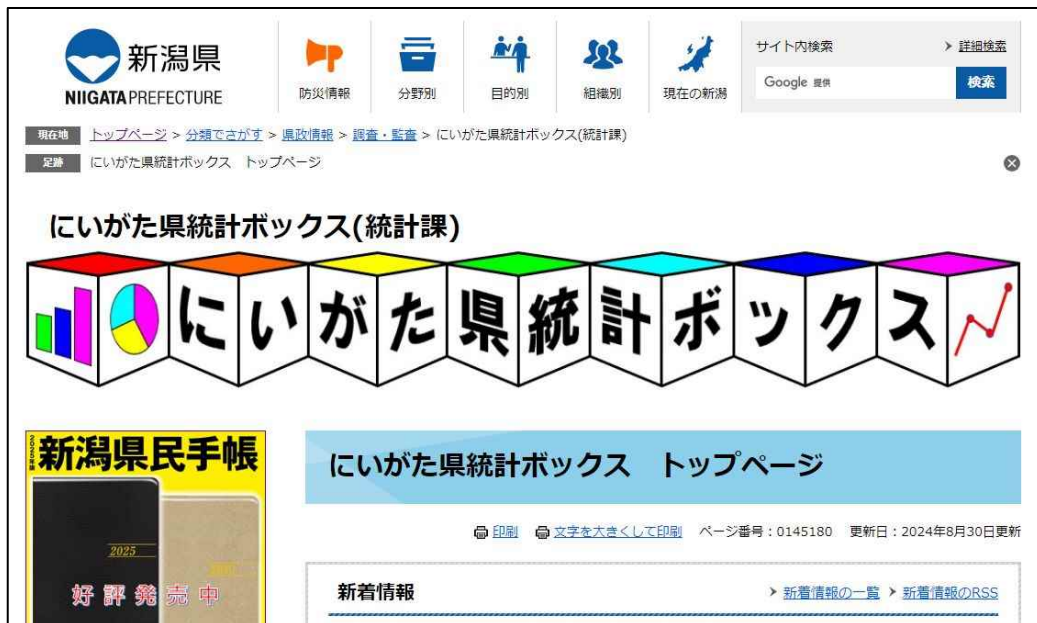 新潟県
NIIGATA PREFECTURE
防災情報
分野別
目的別
組織別
現在の新潟
サイト内検索
詳細検索
Google 提供
検索
現在地 トップページ > 分類でさがす > 県政情報 > 調査・監査 > にいがた県統計ボックス(統計課)
足跡 にいがた県統計ボックス トップページ
にいがた県統計ボックス(統計課)
にいがた県統計ボックス
2025年版
新潟県民手帳
2025
好評発売中
にいがた県統計ボックス トップページ
印刷 文字を大きくして印刷 ページ番号:0145180 更新日:2024年8月30日更新
新着情報
新着情報の一覧 新着情報のRSS